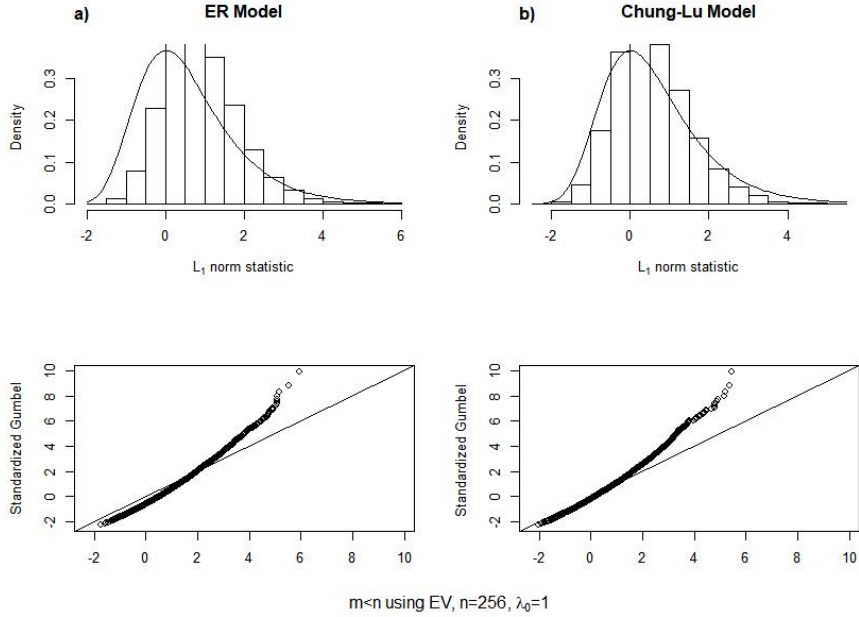 a) ER Model
Density
0.0 0.1 0.2 0.3
-2 0 2 4 6
L₁ norm statistic
b) Chung-Lu Model
Density
0.0 0.1 0.2 0.3
-2 0 2 4
L₁ norm statistic
Standardized Gumbel
-2 0 2 4 6 8 10
-2 0 2 4 6 8 10
Standardized Gumbel
-2 0 2 4 6 8 10
-2 0 2 4 6 8 10
m<n using EV, n=256, λ₀=1